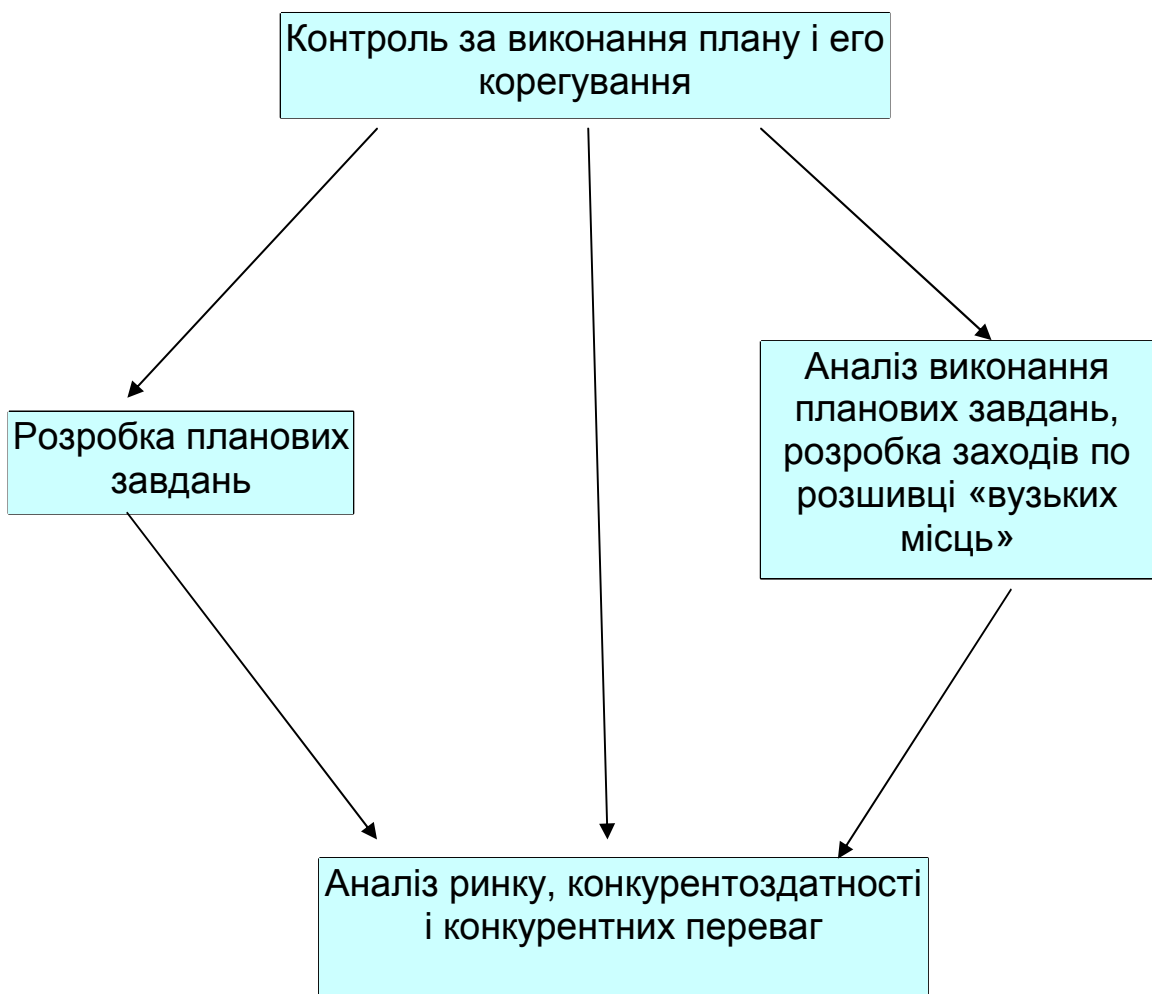 Контроль за виконання плану і его
корегування
Розробка планових
завдань
Аналіз виконання
планових завдань,
розробка заходів по
розшивці «вузьких
місць»
Аналіз ринку, конкурентоздатності
і конкурентних переваг